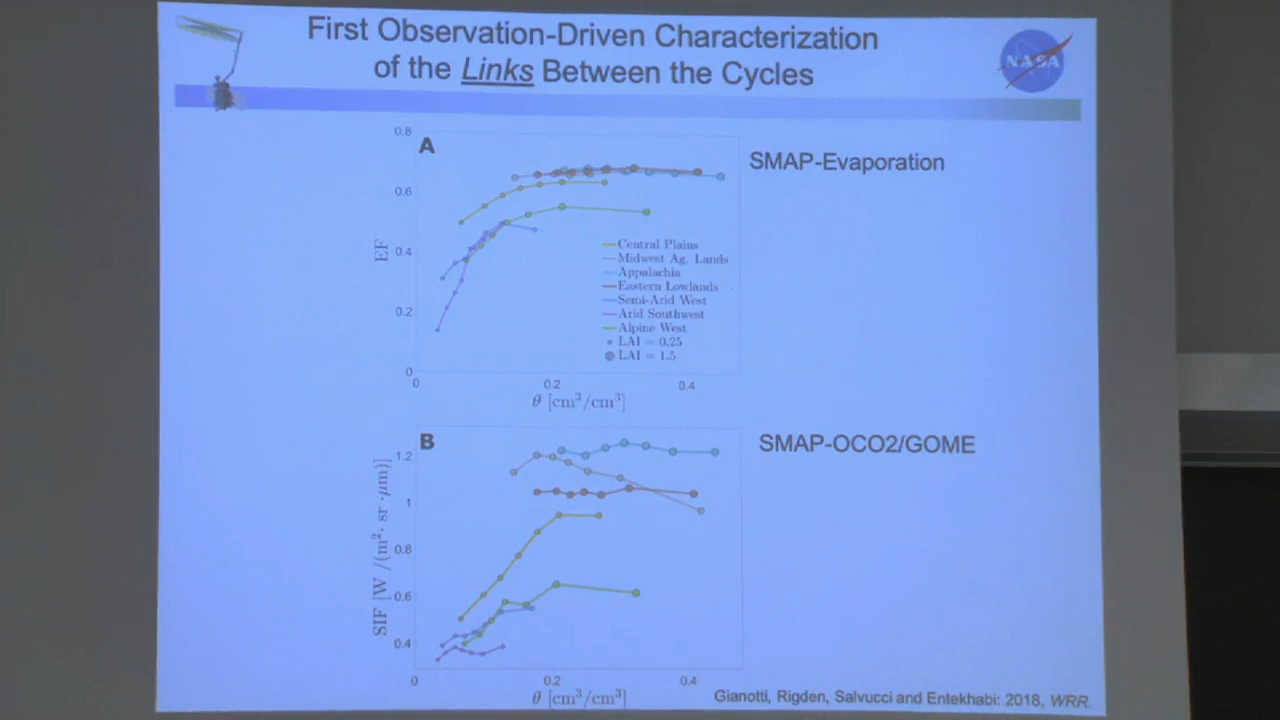 First Observation-Driven Characterization
of the Links Between the Cycles
NASA
A
SMAP-Evaporation
0.8
0.6
0.4
0.2
0
EF
Central Plains
Midwest Ag. Lands
Appalachia
Eastern Lowlands
Semi-Arid West
Arid Southwest
Alpine West
LAI = 0.25
LAI = 1.5
0 0.2 0.4
θ [cm³/cm³]
B
SMAP-OCO2/GOME
1.2
1
0.8
0.6
0.4
SIF [W /(m²· sr ·μm)]
0 0.2 0.4
θ [cm³/cm³]
Gianotti, Rigden, Salvucci and Entekhabi: 2018, WRR.